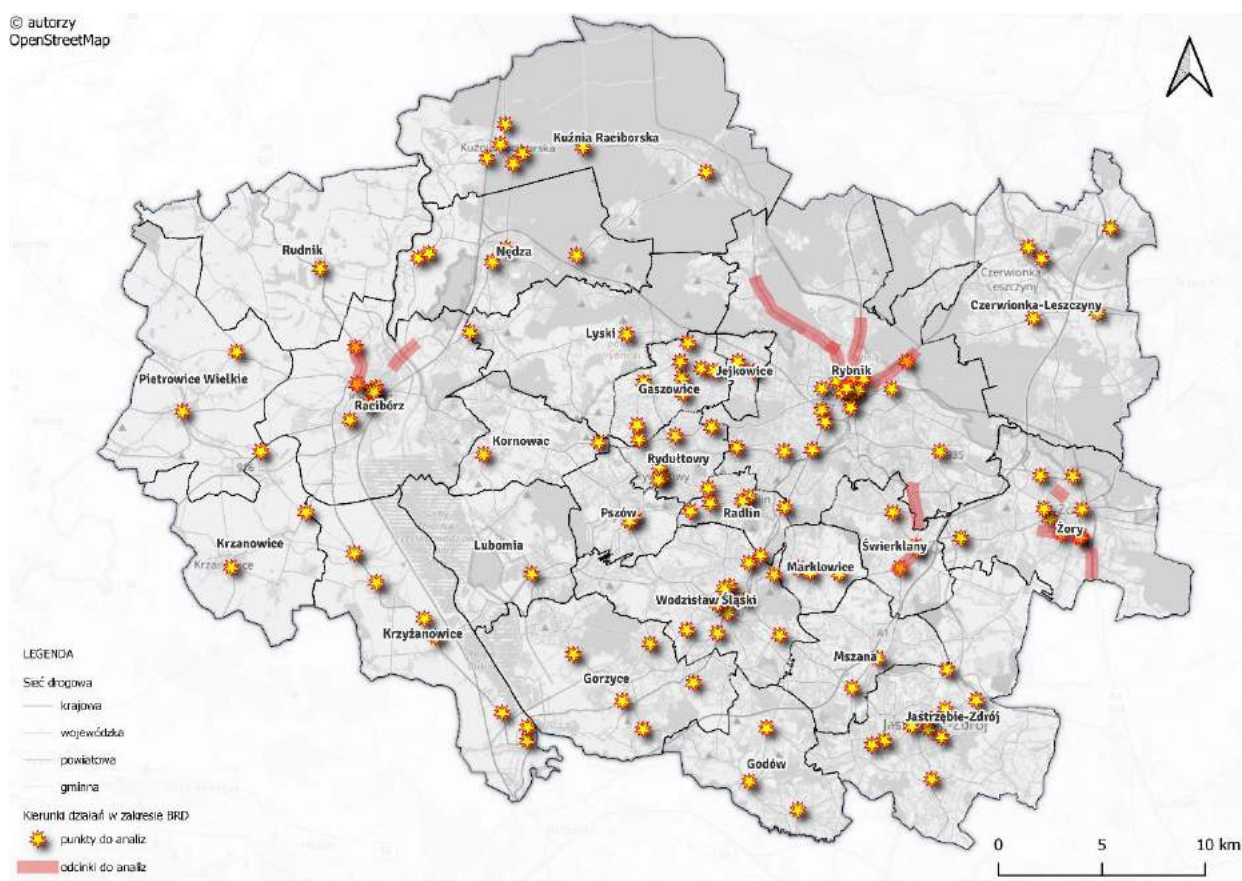 © autorzy
OpenStreetMap
Kuźnia Raciborska
Rudnik
Nędza
Czerwionka
Leszczyny
Czerwionka-Leszczyny
Lyski
Pietrowice Wielkie
Gaszowice
Jejkowice
Rybnik
Racibórz
Kornowac
Rydułtowy
Pszów
Radlin
Żory
Świerklany
Krzanowice
Lubomia
Marklowice
Wodzisław Śląski
Krzyżanowice
Mszana
Gorzyce
Jastrzębie-Zdrój
Godów
LEGENDA
Sieć drogowa
krajowa
wojewódzka
powiatowa
gminna
Kierunki działań w zakresie BRD
punkty do analiz
odcinki do analiz
0 5 10 km